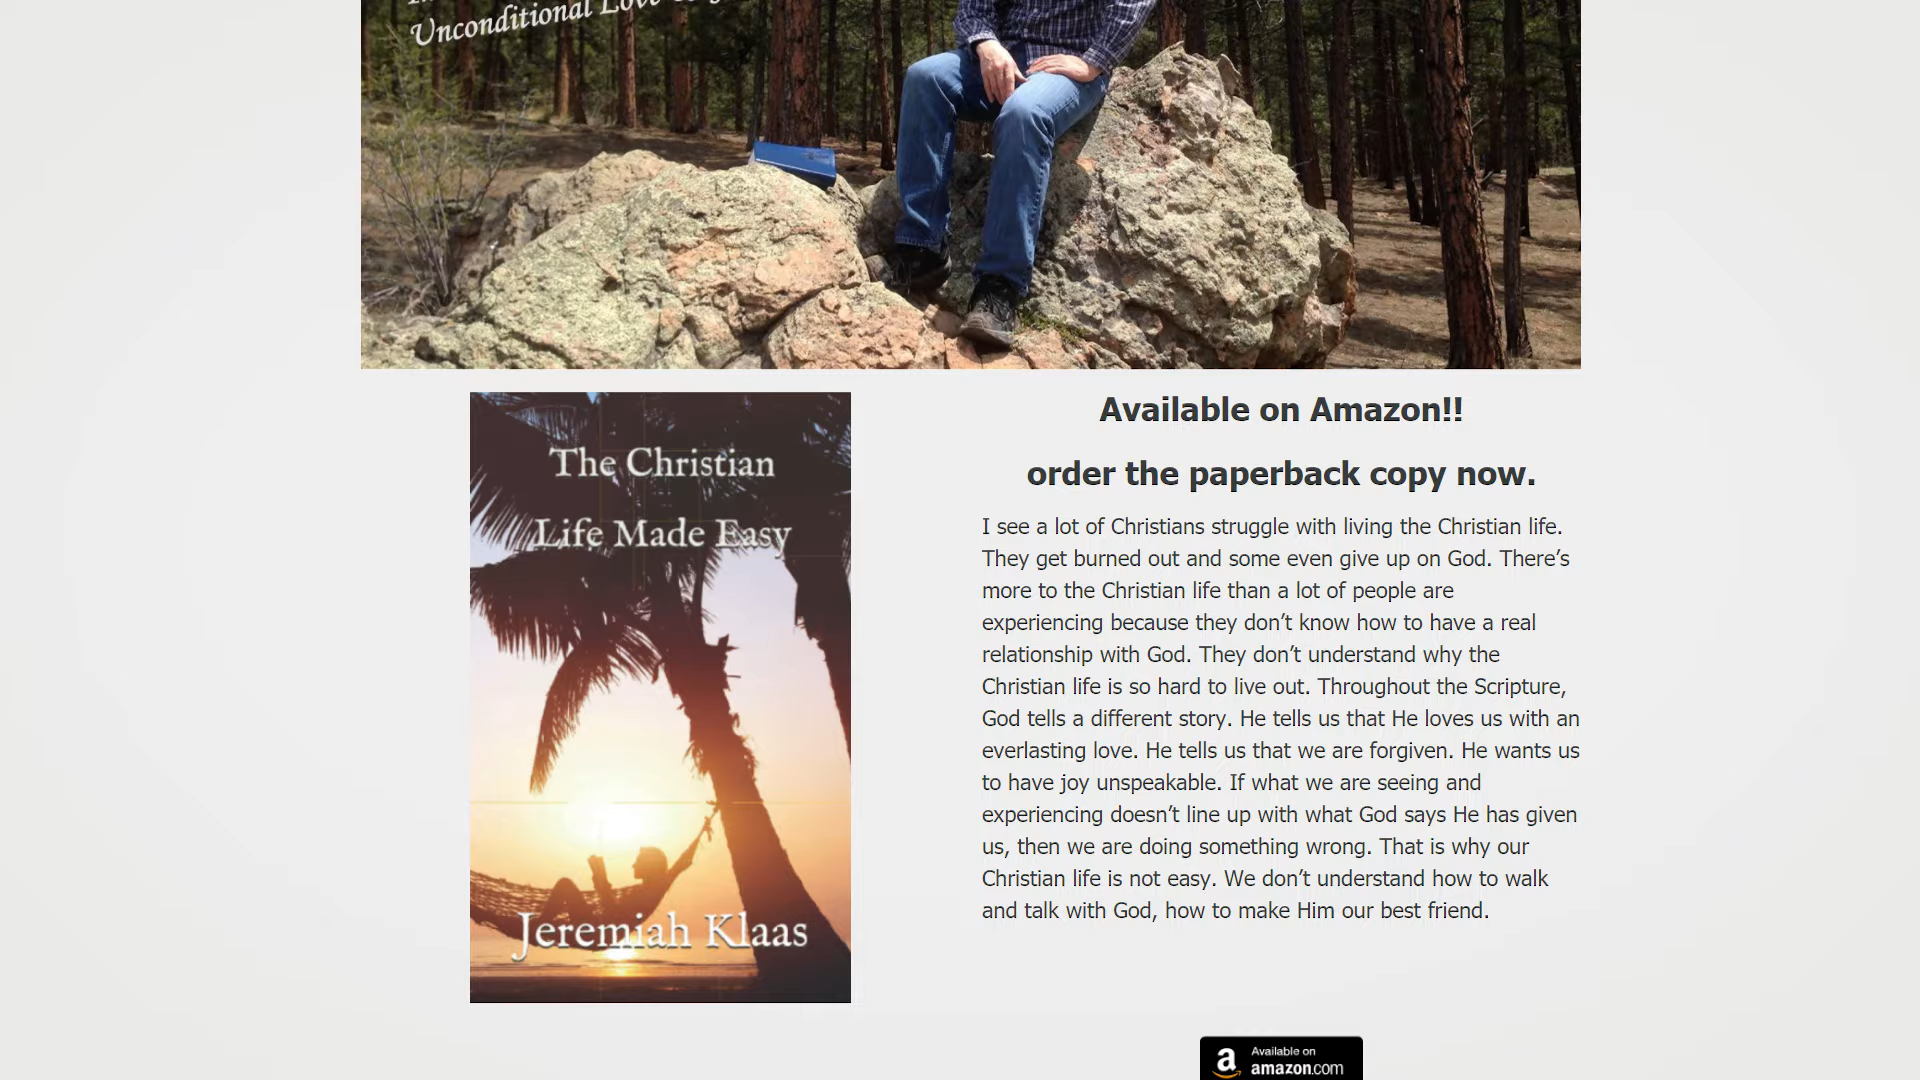 Unconditional Love
Available on Amazon!!
order the paperback copy now.
The Christian
Life Made Easy
Jeremiah Klaas
I see a lot of Christians struggle with living the Christian life.
They get burned out and some even give up on God. There’s
more to the Christian life than a lot of people are
experiencing because they don’t know how to have a real
relationship with God. They don’t understand why the
Christian life is so hard to live out. Throughout the Scripture,
God tells a different story. He tells us that He loves us with an
everlasting love. He tells us that we are forgiven. He wants us
to have joy unspeakable. If what we are seeing and
experiencing doesn’t line up with what God says He has given
us, then we are doing something wrong. That is why our
Christian life is not easy. We don’t understand how to walk
and talk with God, how to make Him our best friend.
a
Available on
amazon.com